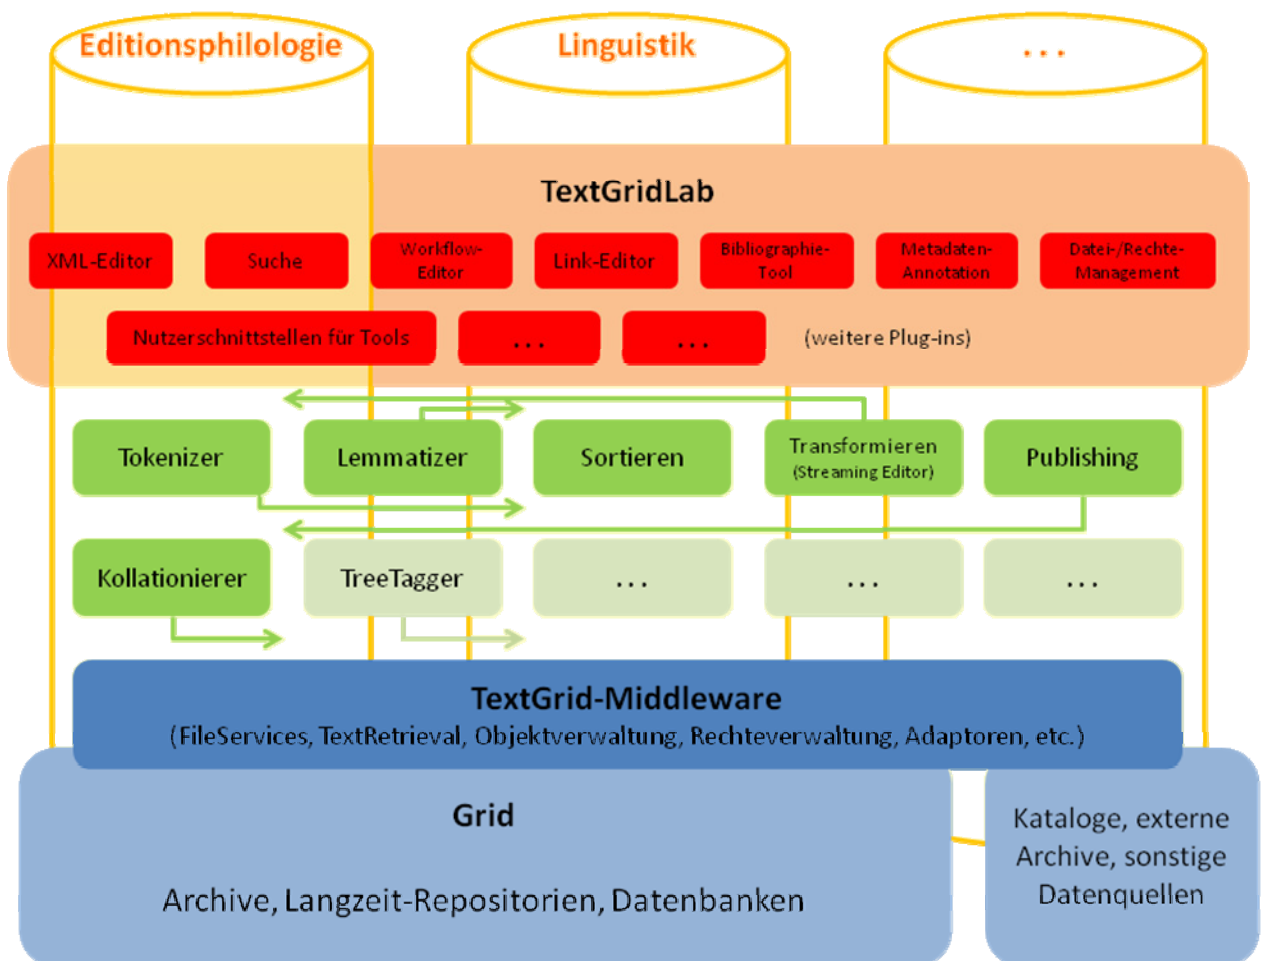 Editionsphilologie
Linguistik
...
TextGridLab
XML-Editor
Suche
Workflow-
Editor
Link-Editor
Bibliographie-
Tool
Metadaten-
Annotation
Datei-/Rechte-
Management
Nutzerschnittstellen für Tools
...
...
(weitere Plug-ins)
Tokenizer
Lemmatizer
Sortieren
Transformieren
(Streaming Editor)
Publishing
Kollationierer
TreeTagger
...
...
...
TextGrid-Middleware
(FileServices, TextRetrieval, Objektverwaltung, Rechteverwaltung, Adaptoren, etc.)
Grid
Archive, Langzeit-Repositorien, Datenbanken
Kataloge, externe
Archive, sonstige
Datenquellen